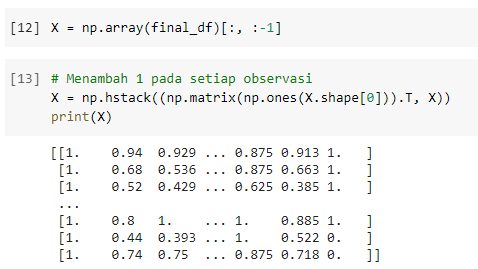 [12] X = np.array(final_df)[:, :-1]
[13] # Menambah 1 pada setiap observasi
X = np.hstack((np.matrix(np.ones(X.shape[0])).T, X))
print(X)
[[1. 0.94 0.929 ... 0.875 0.913 1. ]
[1. 0.68 0.536 ... 0.875 0.663 1. ]
[1. 0.52 0.429 ... 0.625 0.385 1. ]
...
[1. 0.8 1. ... 1. 0.885 1. ]
[1. 0.44 0.393 ... 1. 0.522 0. ]
[1. 0.74 0.75 ... 0.875 0.718 0. ]]